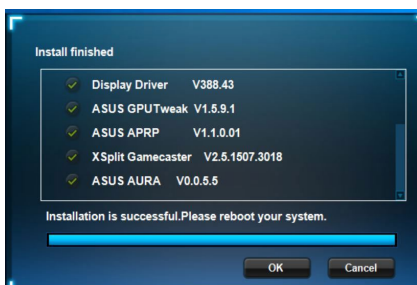 Install finished
Display Driver V388.43
ASUS GPUTweak V1.5.9.1
ASUS APRP V1.1.0.01
XSplit Gamecaster V2.5.1507.3018
ASUS AURA V0.0.5.5
Installation is successful.Please reboot your system.
OK Cancel